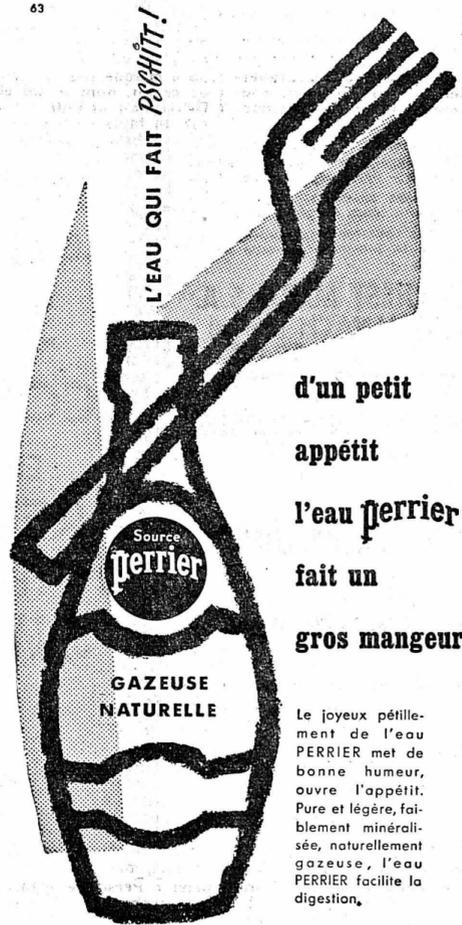 63
L'EAU QUI FAIT PSCHITT!
d'un petit
appétit
l'eau perrier
fait un
gros mangeur
Source
perrier
GAZEUSE
NATURELLE
Le joyeux pétille-
ment de l'eau
PERRIER met de
bonne humeur,
ouvre l'appétit.
Pure et légère, fai-
blement minérali-
sée, naturellement
gazeuse, l'eau
PERRIER facilite la
digestion.